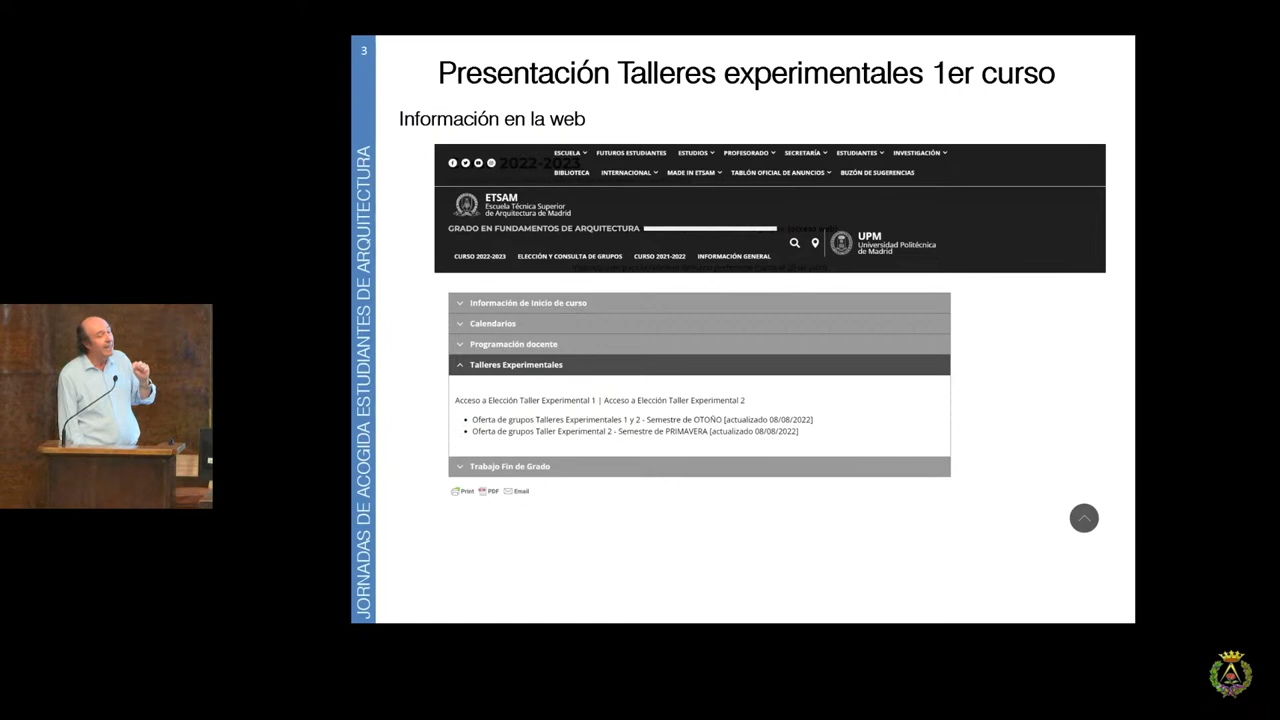 3
Presentación Talleres experimentales 1er curso
Información en la web
JORNADAS DE ACOGIDA ESTUDIANTES DE ARQUITECTURA
ESCUELA FUTUROS ESTUDIANTES ESTUDIOS PROFESORADO SECRETARÍA ESTUDIANTES INVESTIGACIÓN
2022-2023
BIBLIOTECA INTERNACIONAL MADE IN ETSAM TABLÓN OFICIAL DE ANUNCIOS BUZÓN DE SUGERENCIAS
ETSAM
Escuela Técnica Superior
de Arquitectura de Madrid
GRADO EN FUNDAMENTOS DE ARQUITECTURA
UPM
Universidad Politécnica
de Madrid
CURSO 2022-2023 ELECCIÓN Y CONSULTA DE GRUPOS CURSO 2021-2022 INFORMACIÓN GENERAL
Información de Inicio de curso
Calendarios
Programación docente
Talleres Experimentales
Acceso a Elección Taller Experimental 1 | Acceso a Elección Taller Experimental 2
• Oferta de grupos Talleres Experimentales 1 y 2 - Semestre de OTOÑO [actualizado 08/08/2022]
• Oferta de grupos Taller Experimental 2 - Semestre de PRIMAVERA [actualizado 08/08/2022]
Trabajo Fin de Grado
Print PDF Email